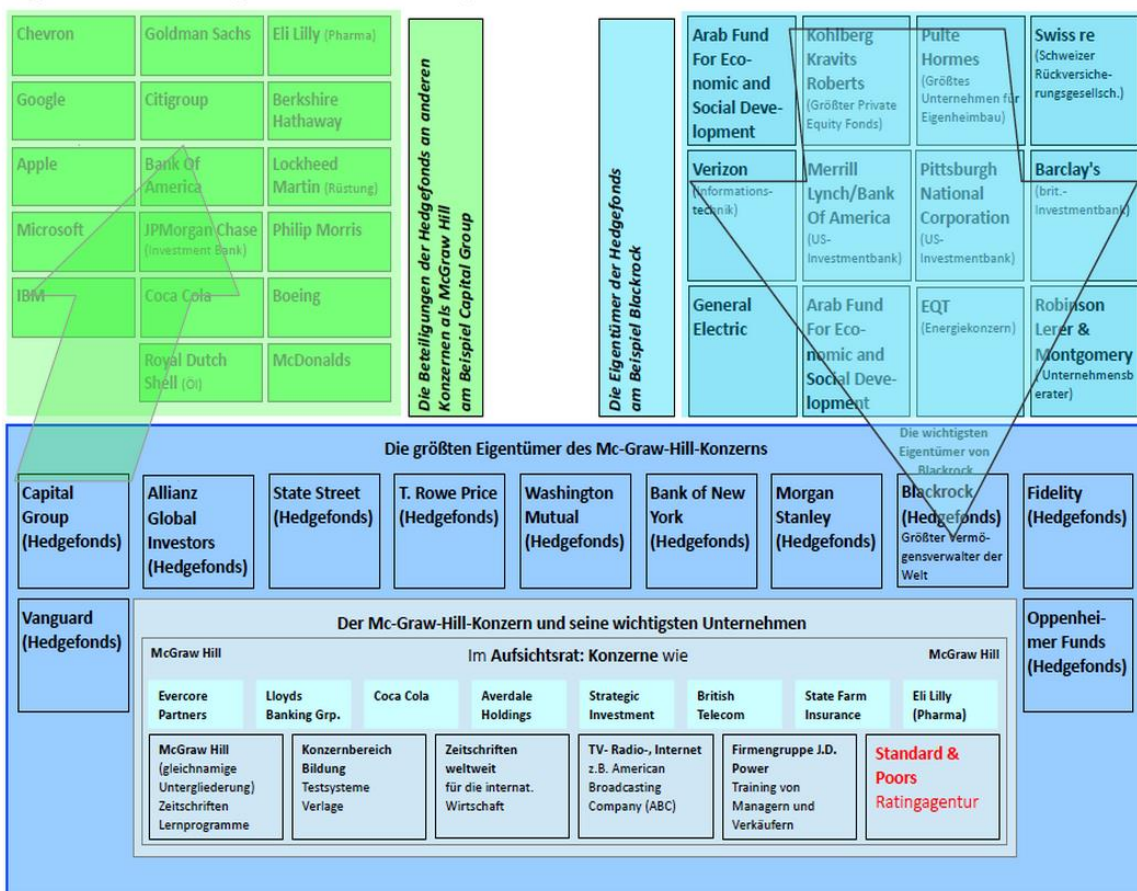 Chevron
Goldman Sachs
Eli Lilly (Pharma)
Google
Citigroup
Berkshire
Hathaway
Apple
Bank Of
America
Lockheed
Martin (Rüstung)
Microsoft
JPMorgan Chase
(Investment Bank)
Philip Morris
IBM
Coca Cola
Boeing
Royal Dutch
Shell (Öl)
McDonalds
Die Beteiligungen der Hedgefonds an anderen
Konzernen als McGraw Hill
am Beispiel Capital Group
Die Eigentümer der Hedgefonds
am Beispiel Blackrock
Arab Fund
For Eco-
nomic and
Social Deve-
lopment
Kohlberg
Kravits
Roberts
(Größter Private
Equity Fonds)
Pulte
Hormes
(Größtes
Unternehmen für
Eigenheimbau)
Swiss re
(Schweizer
Rückversiche-
rungsgesellsch.)
Verizon
(Informations-
technik)
Merrill
Lynch/Bank
Of America
(US-
Investmentbank)
Pittsburgh
National
Corporation
(US-
Investmentbank)
Barclay's
(brit.-
Investmentbank)
General
Electric
Arab Fund
For Eco-
nomic and
Social Deve-
lopment
EQT
(Energiekonzern)
Robinson
Lerer &
Montgomery
( Unternehmensb
erater)
Die größten Eigentümer des Mc-Graw-Hill-Konzerns
Die wichtigsten
Eigentümer von
Blackrock
Capital
Group
(Hedgefonds)
Allianz
Global
Investors
(Hedgefonds)
State Street
(Hedgefonds)
T. Rowe Price
(Hedgefonds)
Washington
Mutual
(Hedgefonds)
Bank of New
York
(Hedgefonds)
Morgan
Stanley
(Hedgefonds)
Blackrock
(Hedgefonds)
Größter Vermö-
gensverwalter der
Welt
Fidelity
(Hedgefonds)
Vanguard
(Hedgefonds)
Oppenhei-
mer Funds
(Hedgefonds)
Der Mc-Graw-Hill-Konzern und seine wichtigsten Unternehmen
McGraw Hill
Im Aufsichtsrat: Konzerne wie
McGraw Hill
Evercore
Partners
Lloyds
Banking Grp.
Coca Cola
Averdale
Holdings
Strategic
Investment
British
Telecom
State Farm
Insurance
Eli Lilly
(Pharma)
McGraw Hill
(gleichnamige
Untergliederung)
Zeitschriften
Lernprogramme
Konzernbereich
Bildung
Testsysteme
Verlage
Zeitschriften
weltweit
für die internat.
Wirtschaft
TV- Radio-, Internet
z.B. American
Broadcasting
Company (ABC)
Firmengruppe J.D.
Power
Training von
Managern und
Verkäufern
Standard &
Poors
Ratingagentur